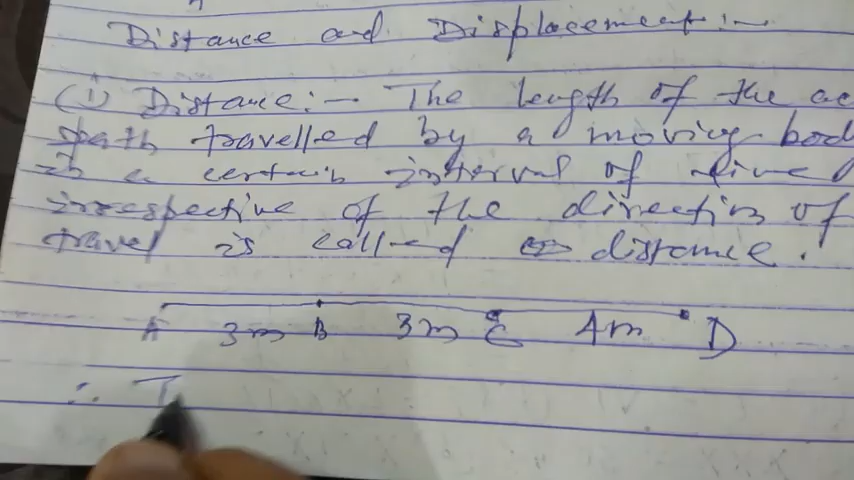 Distance and Displacement :-
(1) Distance :- The length of the ac
path travelled by a moving bod
in a certain interval of time
irrespective of the direction of
travel is called distance.
A 3m B 3m C 4m D
∴ T